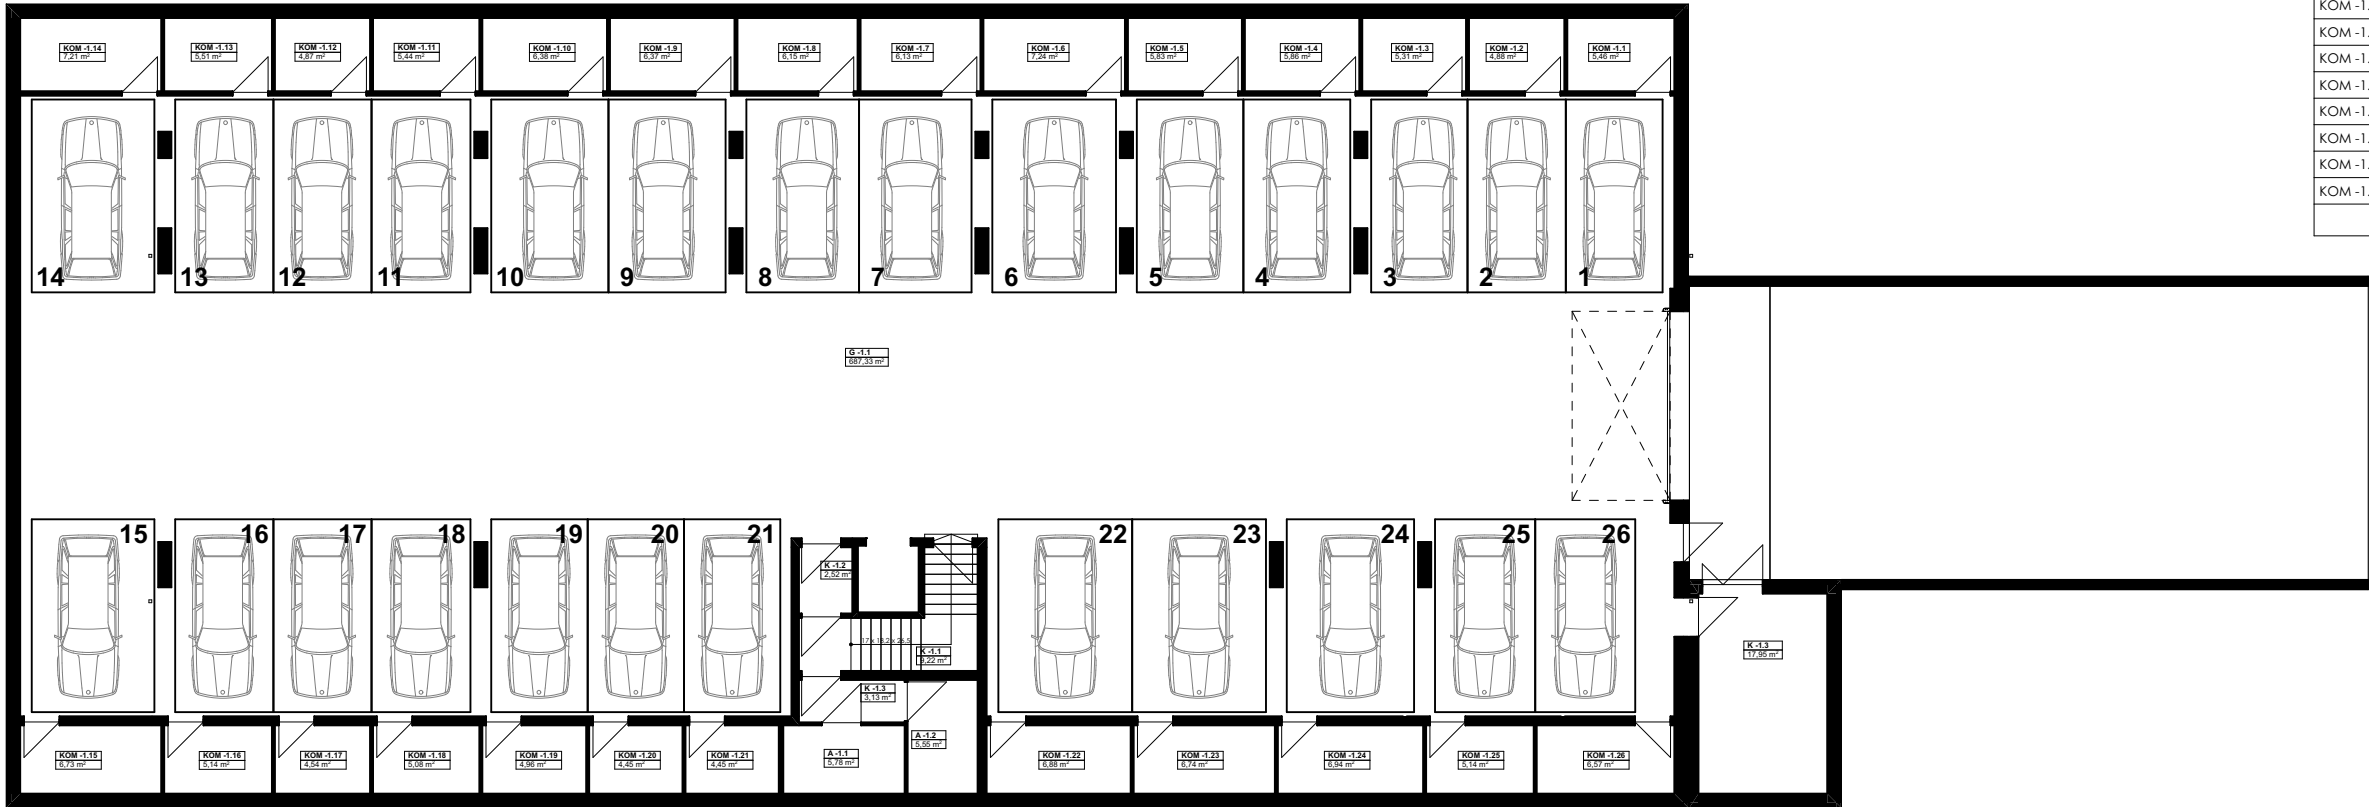 KOM -1.
KOM -1.
KOM -1.
KOM -1.
KOM -1.
KOM -1.
KOM -1.
KOM -1.
KOM -1.14
7,21 m²
KOM -1.13
5,51 m²
KOM -1.12
4,87 m²
KOM -1.11
5,44 m²
KOM -1.10
6,38 m²
KOM -1.9
6,37 m²
KOM -1.8
6,15 m²
KOM -1.7
6,13 m²
KOM -1.6
7,24 m²
KOM -1.5
5,83 m²
KOM -1.4
5,86 m²
KOM -1.3
5,31 m²
KOM -1.2
4,88 m²
KOM -1.1
5,46 m²
14
13
12
11
10
9
8
7
6
5
4
3
2
1
G -1.1
687,33 m²
15
16
17
18
19
20
21
22
23
24
25
26
K -1.2
2,52 m²
17 x 18,2 x 26,5
K -1.1
9,22 m²
K -1.3
17,95 m²
K -1.3
3,13 m²
A -1.2
5,55 m²
KOM -1.15
6,73 m²
KOM -1.16
5,14 m²
KOM -1.17
4,54 m²
KOM -1.18
5,08 m²
KOM -1.19
4,96 m²
KOM -1.20
4,45 m²
KOM -1.21
4,45 m²
A -1.1
5,78 m²
KOM -1.22
6,88 m²
KOM -1.23
6,74 m²
KOM -1.24
6,94 m²
KOM -1.25
5,14 m²
KOM -1.26
6,57 m²